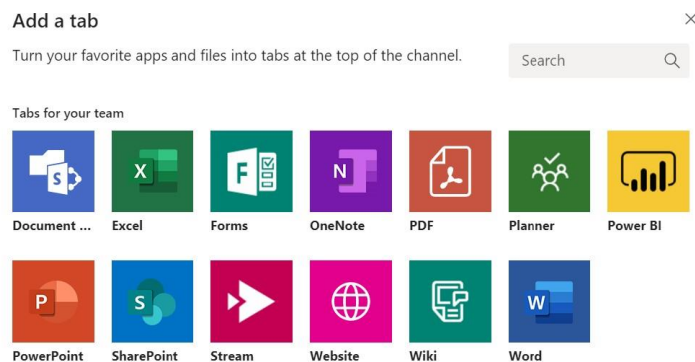 Add a tab
Turn your favorite apps and files into tabs at the top of the channel.
Search
Tabs for your team
Document ...
Excel
Forms
OneNote
PDF
Planner
Power BI
PowerPoint
SharePoint
Stream
Website
Wiki
Word
S
X
F
N
P
S
W